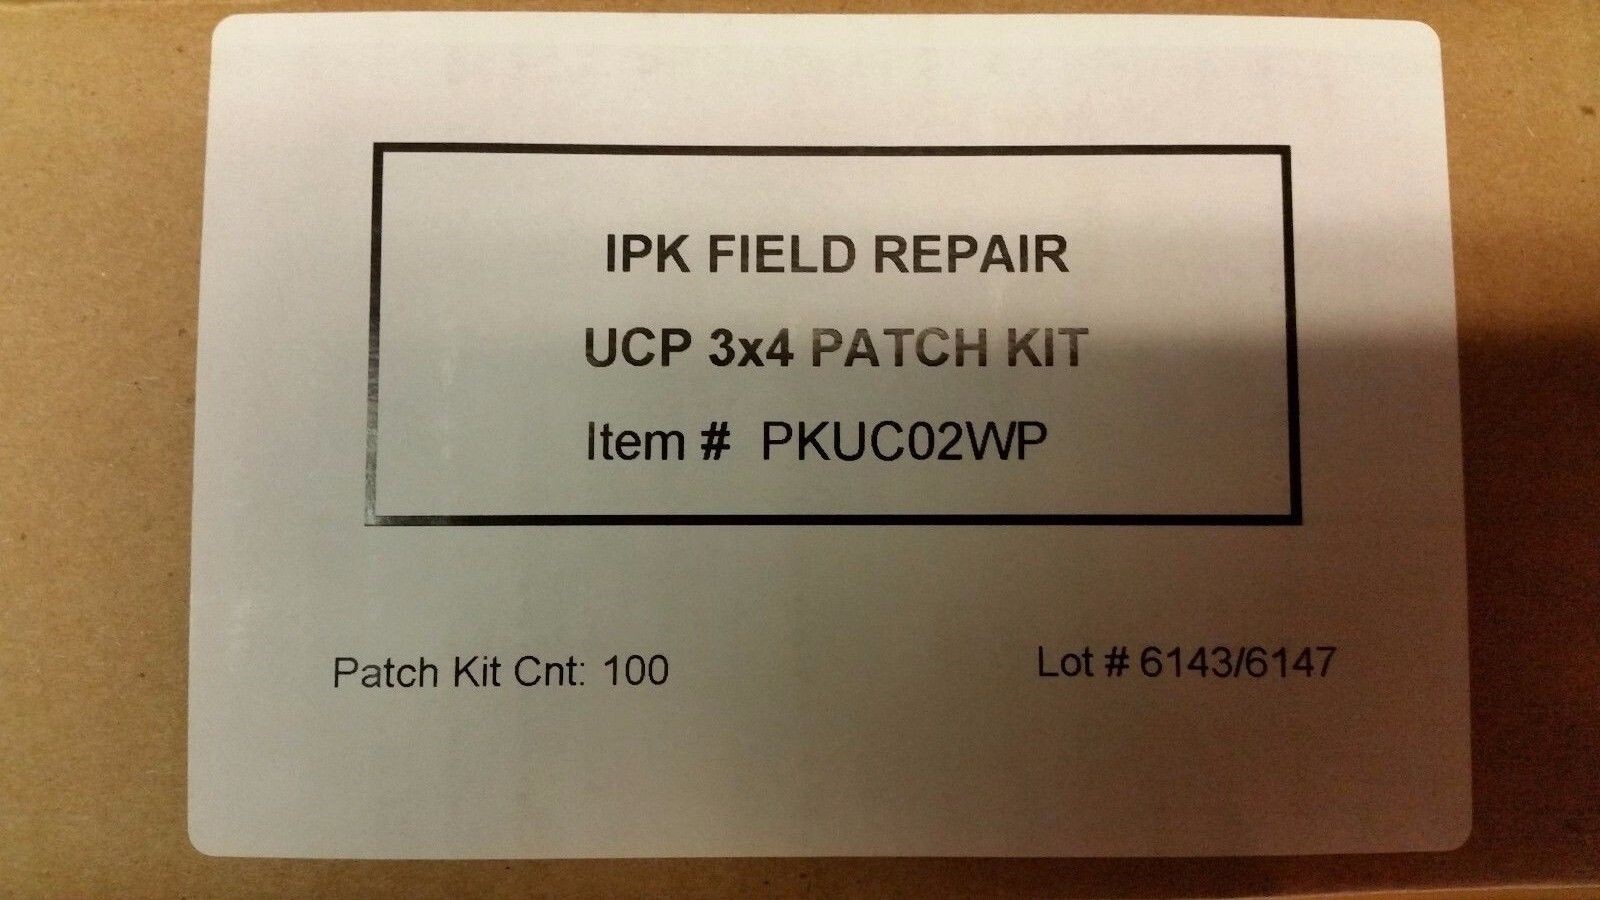 IPK FIELD REPAIR
UCP 3x4 PATCH KIT
Item # PKUC02WP
Patch Kit Cnt: 100
Lot # 6143/6147